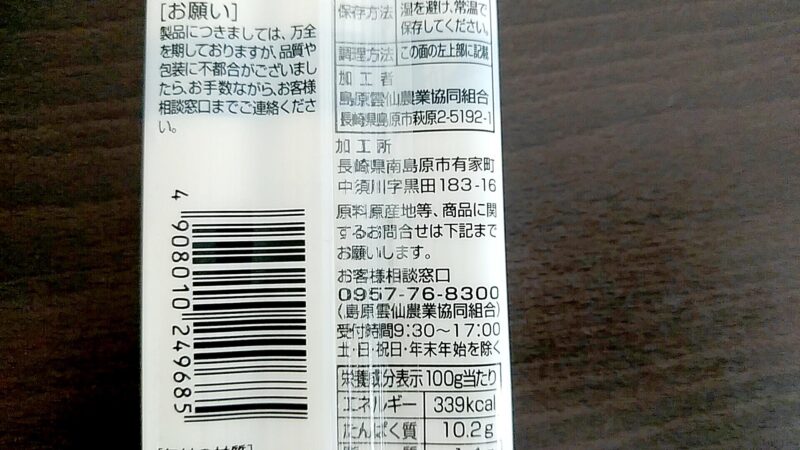 [お願い]
製品につきましては、万全
を期しておりますが、品質や
包装に不都合がございまし
たら、お手数ながら、お客様
相談窓口までご連絡くださ
い。
4 908010 249685
保存方法 湿を避け、常温で
保存してください。
調理方法 この面の左上部に記載
加工者
島原雲仙農業協同組合
長崎県島原市萩原2-5192-1
加工所
長崎県南島原市有家町
中須川字黒田183-16
原料原産地等、商品に関
するお問合せは下記まで
お願いします。
お客様相談窓口
0957-76-8300
(島原雲仙農業協同組合)
受付時間9:30〜17:00
土・日・祝日・年末年始を除く
栄養成分表示100g当たり
エネルギー 339kcal
たんぱく質 10.2g